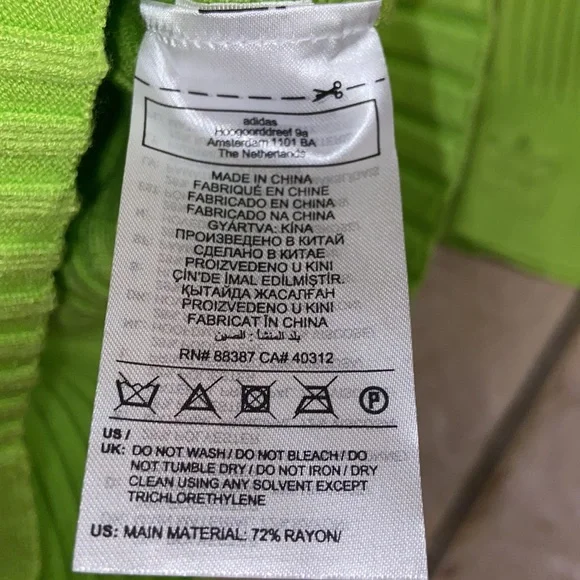 adidas
Hoogoorddreef 9a
Amsterdam 1101 BA
The Netherlands
MADE IN CHINA
FABRIQUÉ EN CHINE
FABRICADO EN CHINA
FABRICADO NA CHINA
GYÁRTVA: KÍNA
ПРОИЗВЕДЕНО В КИТАЙ
СДЕЛАНО В КИТАЕ
PROIZVEDENO U KINI
ÇİN'DE İMAL EDİLMİŞTİR.
ҚЫТАЙДА ЖАСАЛҒАН
PROIZVEDENO U KINI
FABRICAT ÎN CHINA
بلد المنشأ: الصين
RN# 88387 CA# 40312
P
US /
UK: DO NOT WASH / DO NOT BLEACH / DO
NOT TUMBLE DRY / DO NOT IRON / DRY
CLEAN USING ANY SOLVENT EXCEPT
TRICHLORETHYLENE
US: MAIN MATERIAL: 72% RAYON/